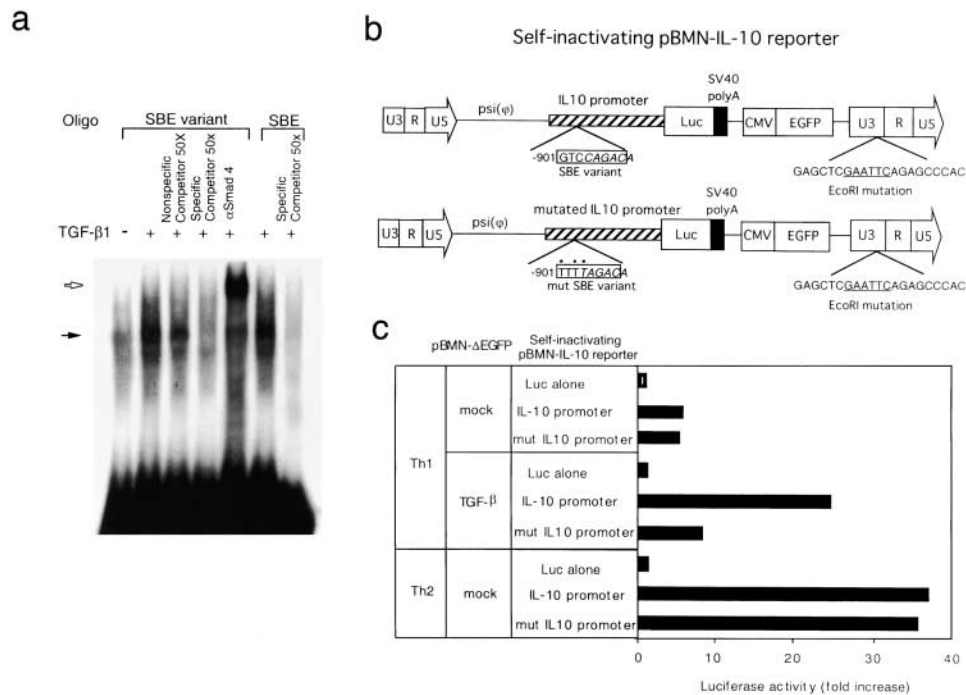 a
Oligo
SBE variant
SBE
Nonspecific
Competitor 50X
Specific
Competitor 50x
αSmad 4
Specific
Competitor 50x
TGF-β1 - + + + + + +
b
Self-inactivating pBMN-IL-10 reporter
U3 R U5
psi(φ)
IL10 promoter
Luc
SV40
polyA
CMV EGFP
U3 R U5
-901 GTCCAGACA
SBE variant
GAGCTCGAATTCAGAGCCCAC
EcoRI mutation
U3 R U5
psi(φ)
mutated IL10 promoter
Luc
SV40
polyA
CMV EGFP
U3 R U5
-901 TTTTAGACA
mut SBE variant
GAGCTCGAATTCAGAGCCCAC
EcoRI mutation
c
pBMN-ΔEGFP
Self-inactivating
pBMN-IL-10 reporter
Th1
mock
Luc alone
IL-10 promoter
mut IL10 promoter
TGF-β
Luc alone
IL-10 promoter
mut IL10 promoter
Th2
mock
Luc alone
IL-10 promoter
mut IL10 promoter
0 10 20 30 40
Luciferase activity (fold increase)